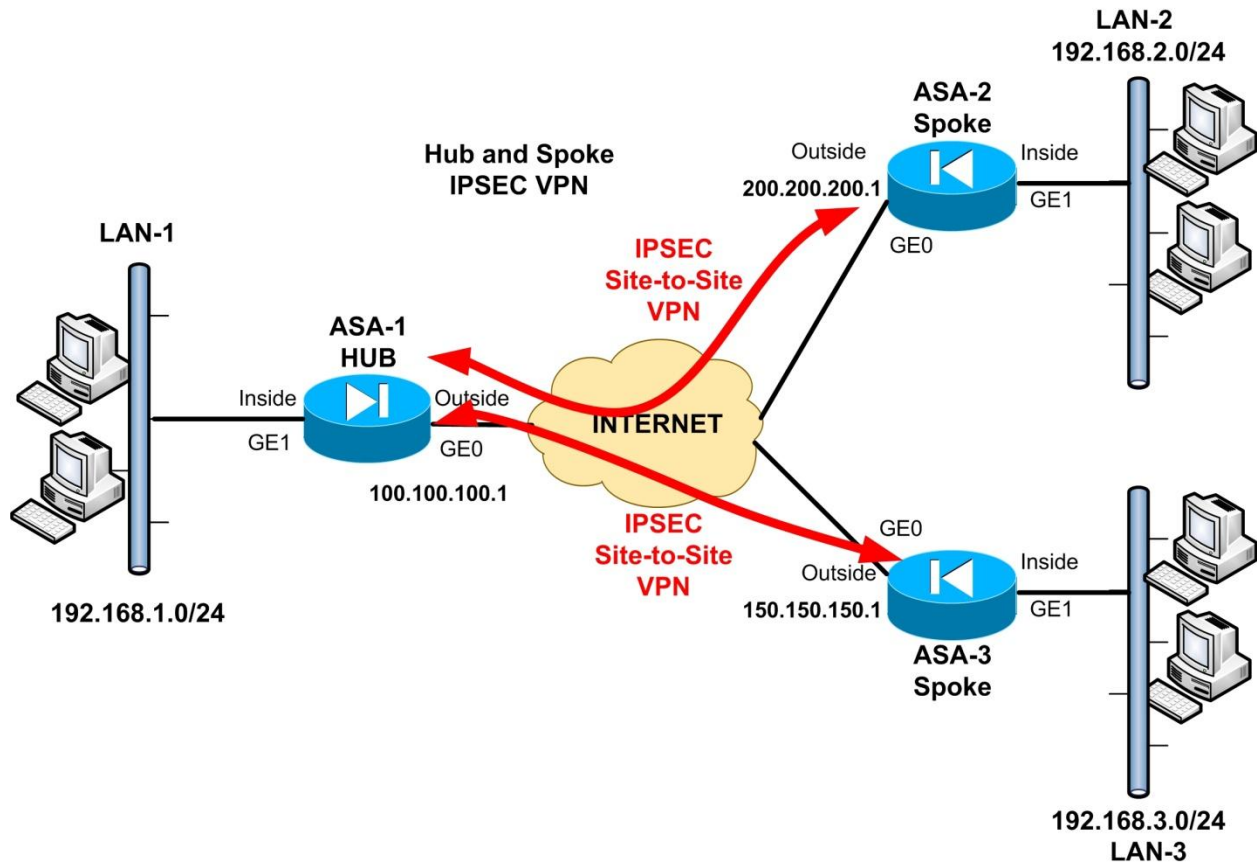 Hub and Spoke
IPSEC VPN
LAN-1
192.168.1.0/24
ASA-1
HUB
Inside
GE1
Outside
GE0
100.100.100.1
IPSEC
Site-to-Site
VPN
INTERNET
IPSEC
Site-to-Site
VPN
LAN-2
192.168.2.0/24
ASA-2
Spoke
Outside
200.200.200.1
GE0
Inside
GE1
GE0
Outside
150.150.150.1
Inside
GE1
ASA-3
Spoke
192.168.3.0/24
LAN-3